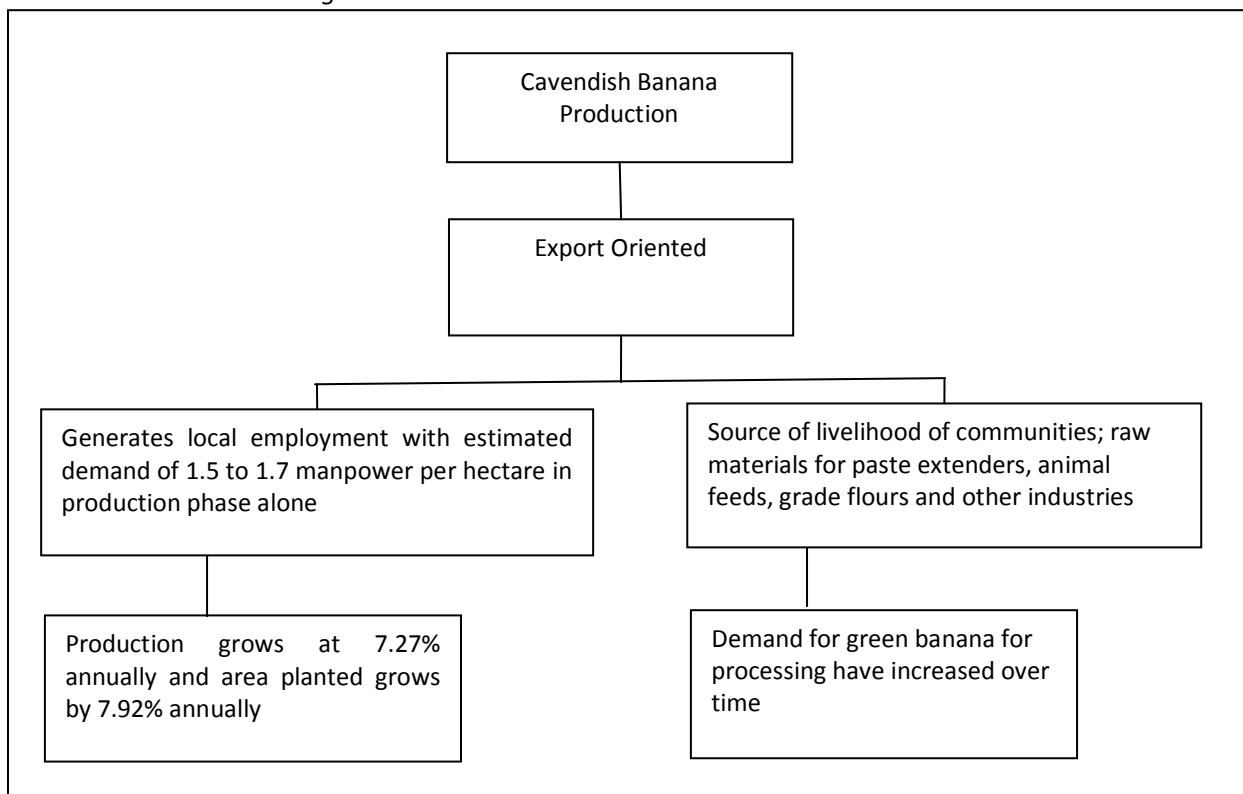 Cavendish Banana
Production
Export Oriented
Generates local employment with estimated
demand of 1.5 to 1.7 manpower per hectare in
production phase alone
Source of livelihood of communities; raw
materials for paste extenders, animal
feeds, grade flours and other industries
Production grows at 7.27%
annually and area planted grows
by 7.92% annually
Demand for green banana for
processing have increased over
time